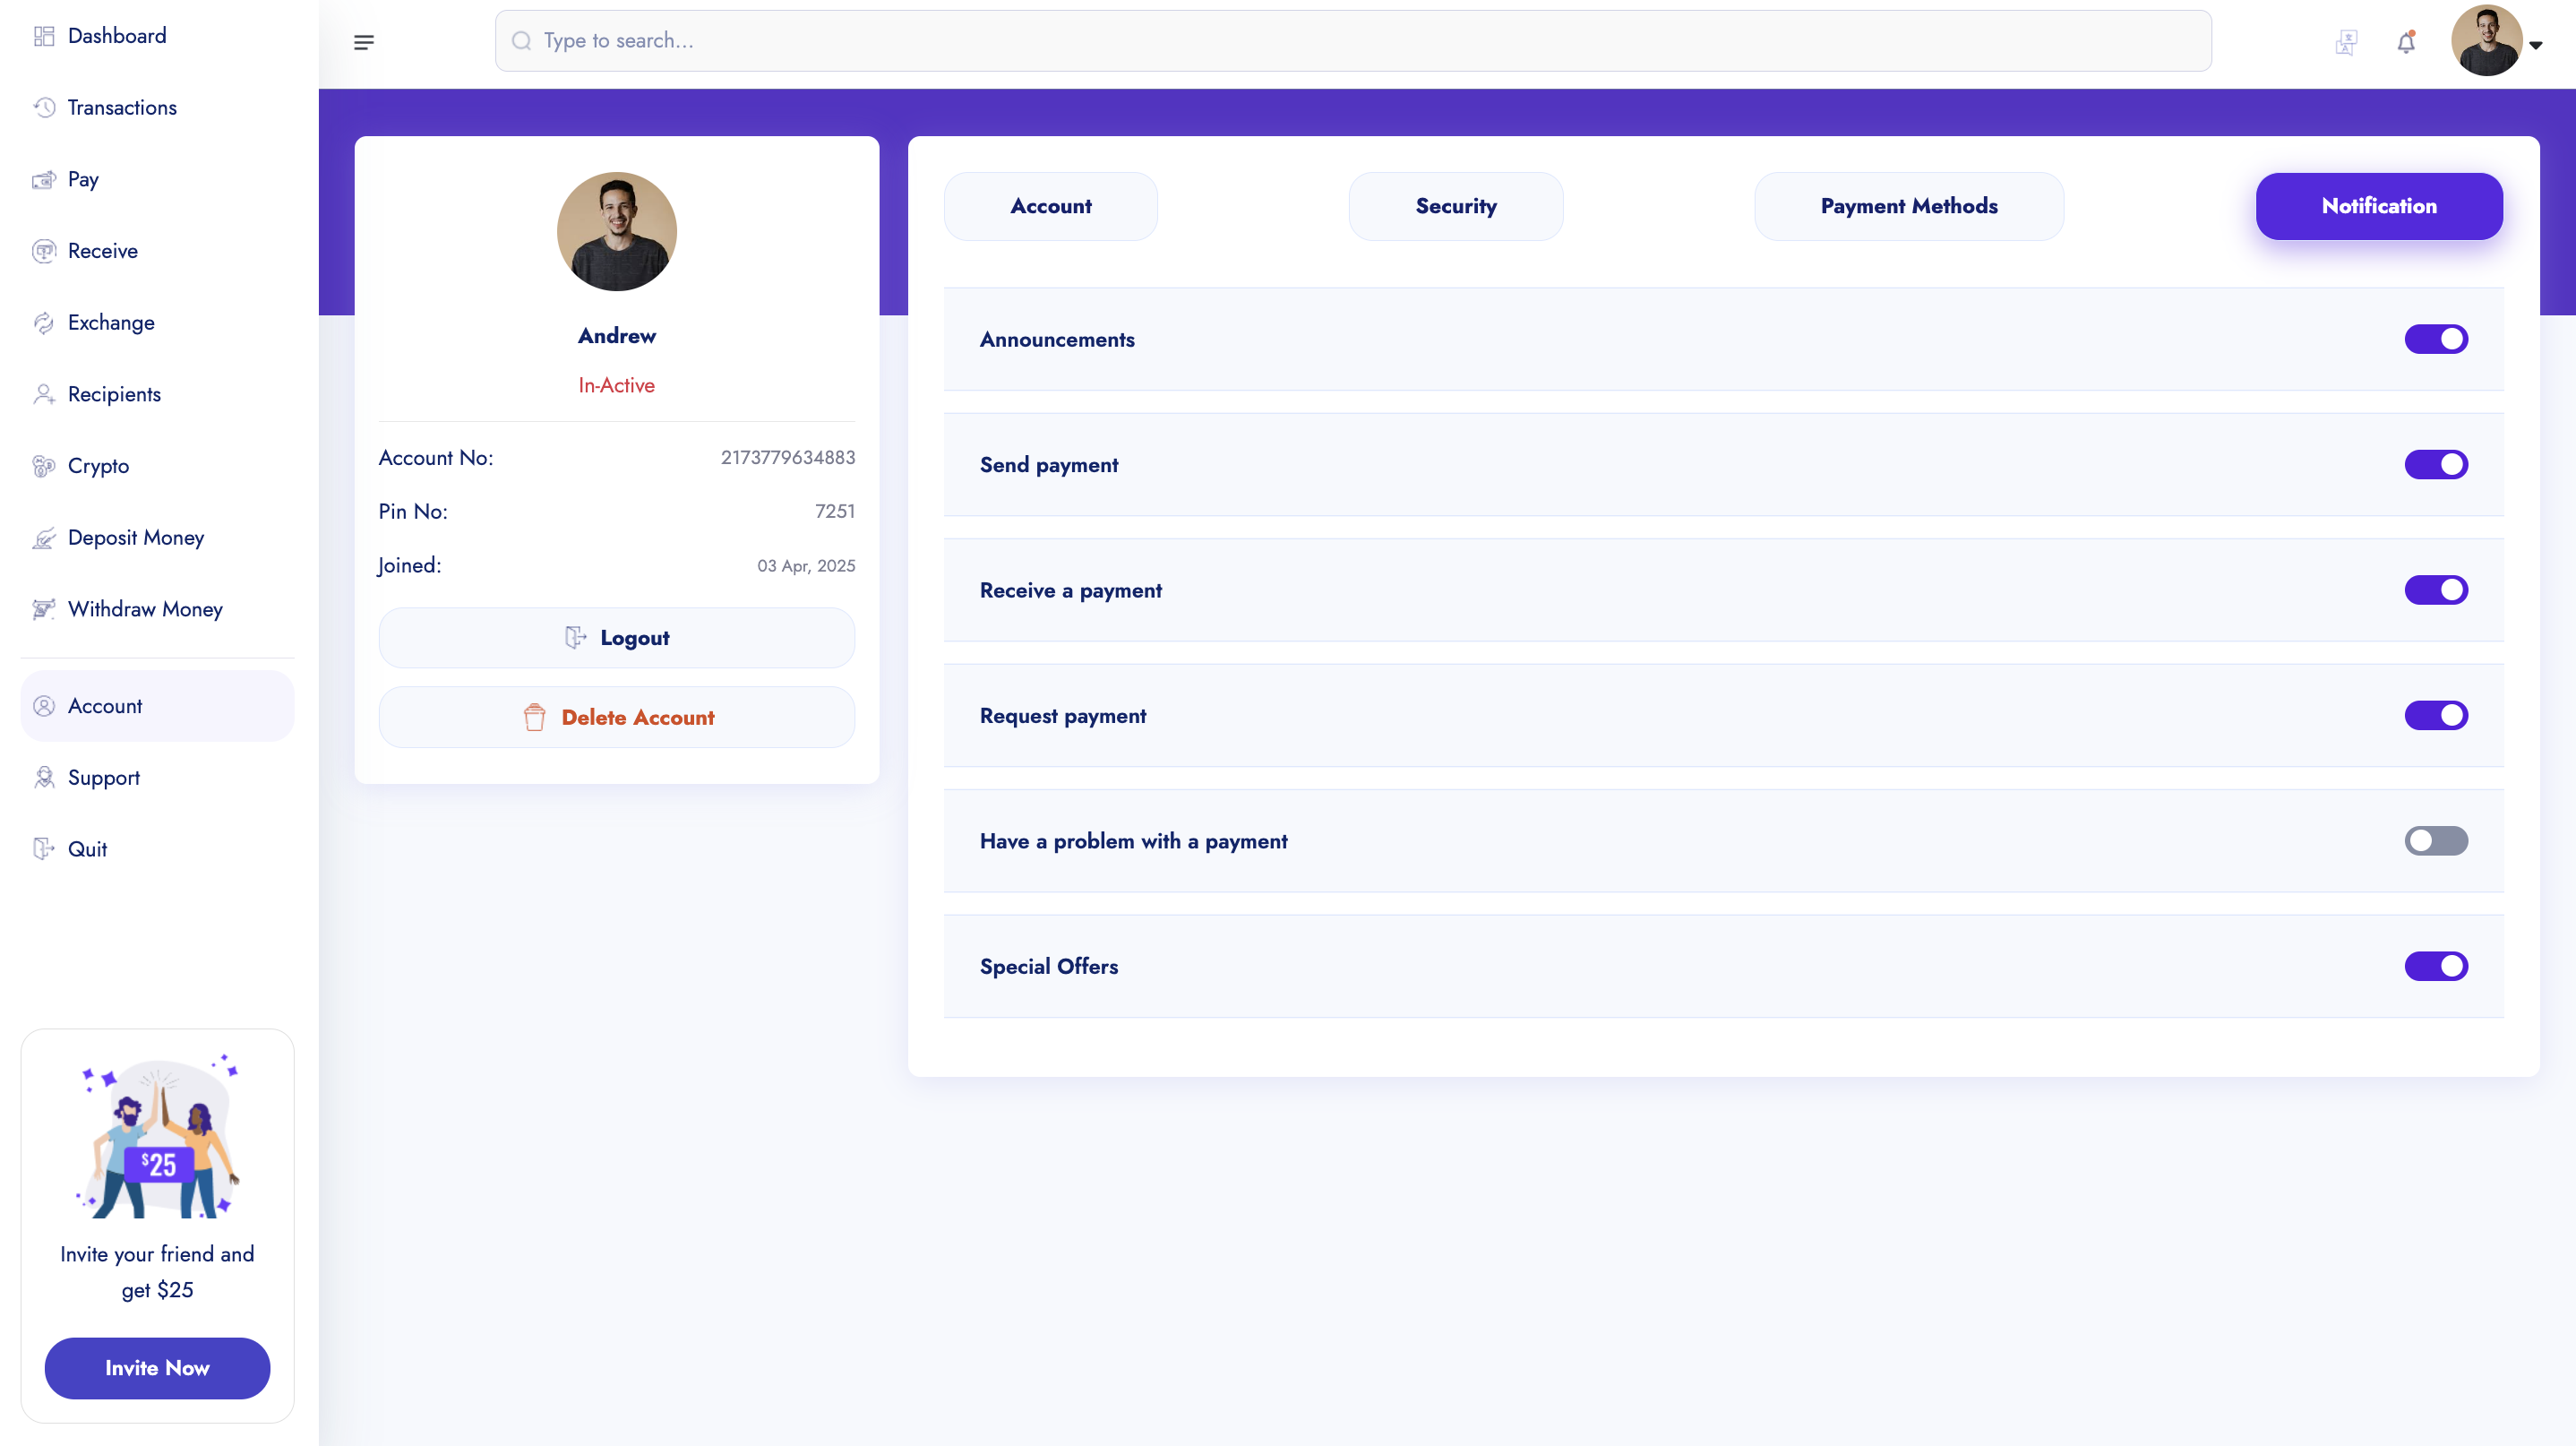 Dashboard
Transactions
Pay
Receive
Exchange
Recipients
Crypto
Deposit Money
Withdraw Money
Account
Support
Quit
$25
Invite your friend and
get $25
Invite Now
Type to search...
Andrew
In-Active
Account No: 2173779634883
Pin No: 7251
Joined: 03 Apr, 2025
Logout
Delete Account
Account Security Payment Methods Notification
Announcements
Send payment
Receive a payment
Request payment
Have a problem with a payment
Special Offers